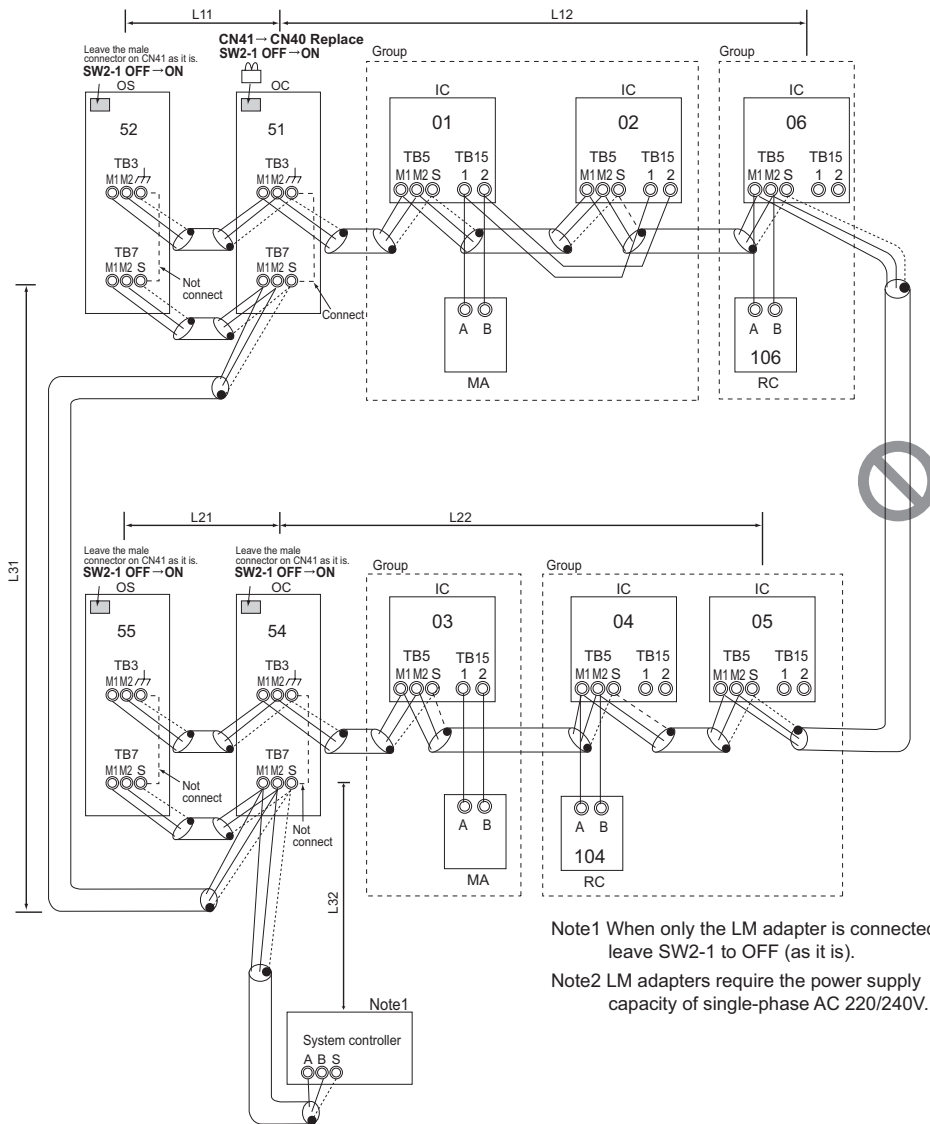 L11
L12
CN41→CN40 Replace
SW2-1 OFF→ON
Leave the male
connector on CN41 as it is.
SW2-1 OFF→ON
Group
Group
OS
OC
IC
IC
IC
52
51
01
02
06
TB3
TB3
TB5 TB15
TB5 TB15
TB5 TB15
M1 M2
M1 M2
M1 M2 S 1 2
M1 M2 S 1 2
M1 M2 S 1 2
TB7
TB7
M1 M2 S
M1 M2 S
Not
connect
Connect
A B
MA
A B
106
RC
L31
L21
L22
Leave the male
connector on CN41 as it is.
SW2-1 OFF→ON
Leave the male
connector on CN41 as it is.
SW2-1 OFF→ON
Group
Group
OS
OC
IC
IC
IC
55
54
03
04
05
TB3
TB3
TB5 TB15
TB5 TB15
TB5 TB15
M1 M2
M1 M2
M1 M2 S 1 2
M1 M2 S 1 2
M1 M2 S 1 2
TB7
TB7
M1 M2 S
M1 M2 S
Not
connect
Not
connect
A B
MA
A B
104
RC
L32
Note1 When only the LM adapter is connected
leave SW2-1 to OFF (as it is).
Note2 LM adapters require the power supply
capacity of single-phase AC 220/240V.
Note1
System controller
A B S